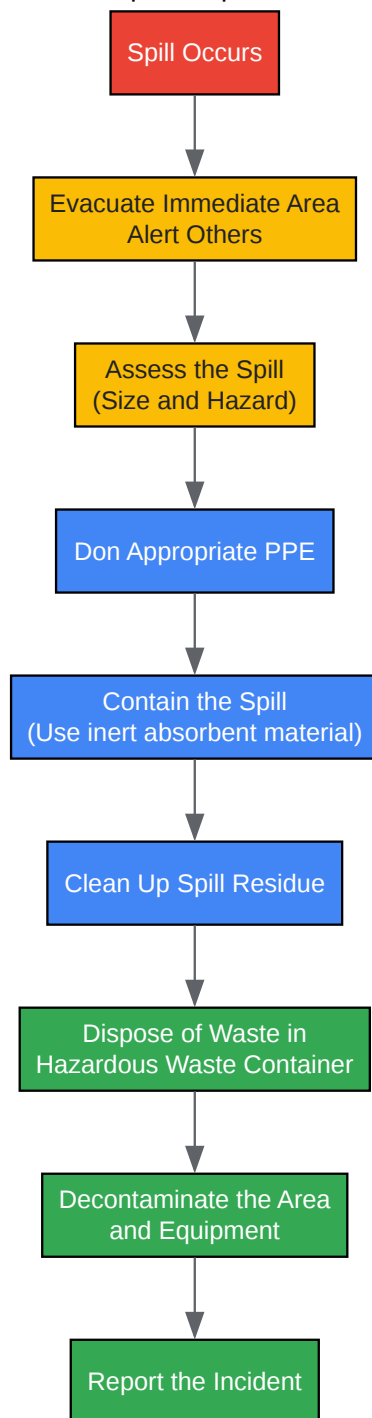 Spill Occurs
Evacuate Immediate Area
Alert Others
Assess the Spill
(Size and Hazard)
Don Appropriate PPE
Contain the Spill
(Use inert absorbent material)
Clean Up Spill Residue
Dispose of Waste in
Hazardous Waste Container
Decontaminate the Area
and Equipment
Report the Incident